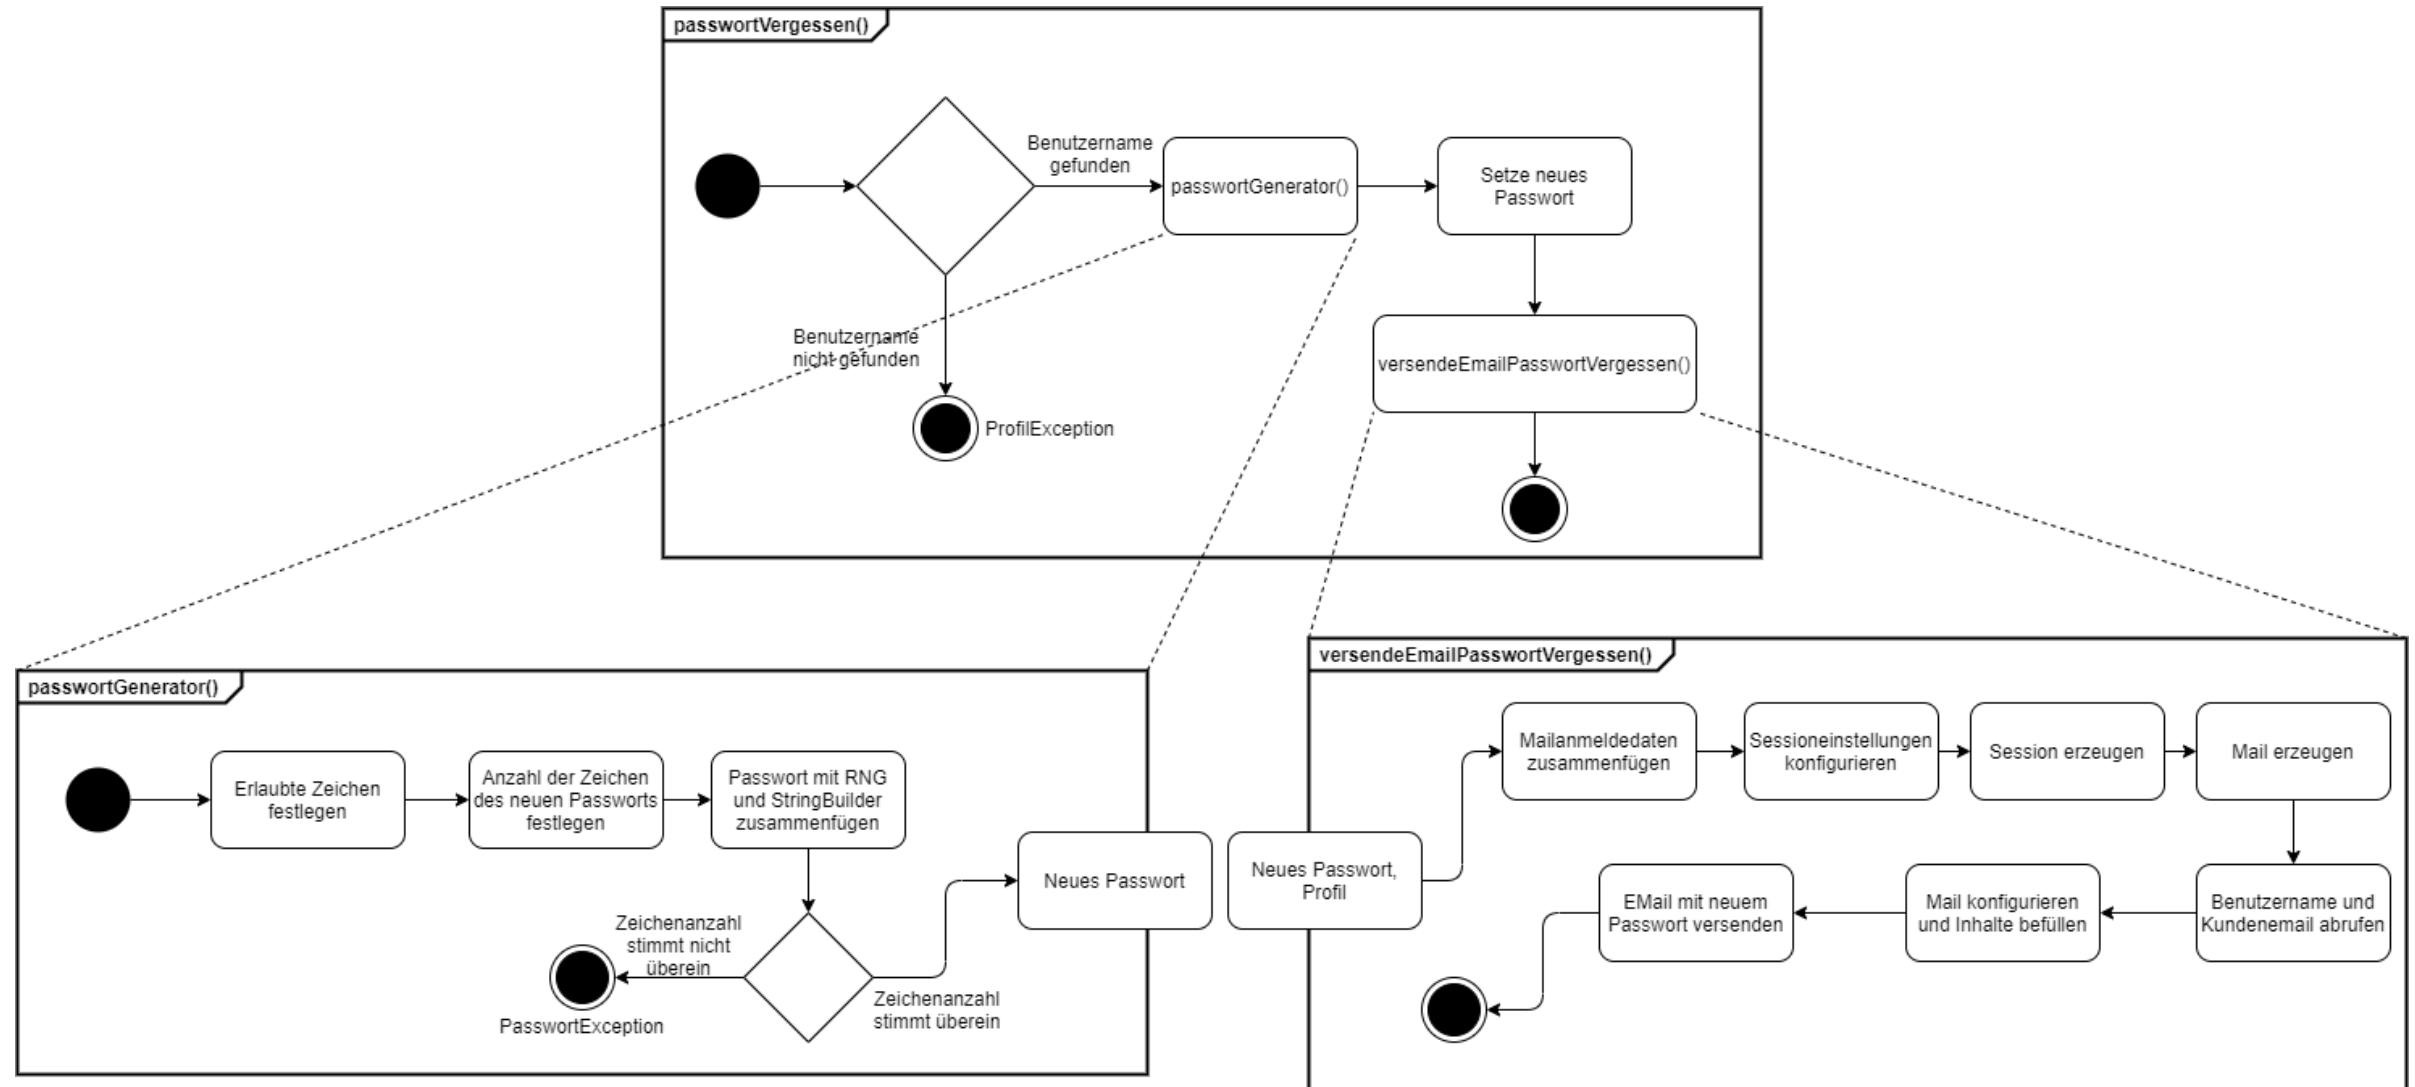 passwortVergessen()
Benutzername
gefunden
passwortGenerator()
Setze neues
Passwort
Benutzername
nicht gefunden
versendeEmailPasswortVergessen()
ProfilException
passwortGenerator()
Erlaubte Zeichen
festlegen
Anzahl der Zeichen
des neuen Passworts
festlegen
Passwort mit RNG
und StringBuilder
zusammenfügen
Neues Passwort
Zeichenanzahl
stimmt nicht
überein
Zeichenanzahl
stimmt überein
PasswortException
versendeEmailPasswortVergessen()
Mailanmeldedaten
zusammenfügen
Sessioneinstellungen
konfigurieren
Session erzeugen
Mail erzeugen
Neues Passwort,
Profil
EMail mit neuem
Passwort versenden
Mail konfigurieren
und Inhalte befüllen
Benutzername und
Kundenemail abrufen